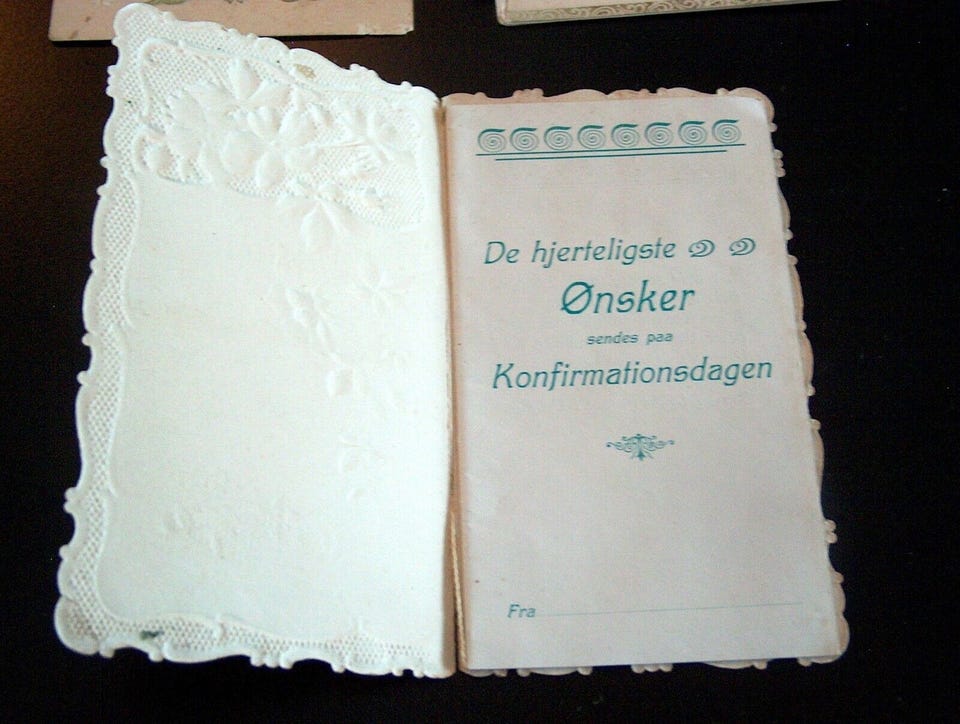 De hjerteligste
Ønsker
sendes paa
Konfirmationsdagen
Fra